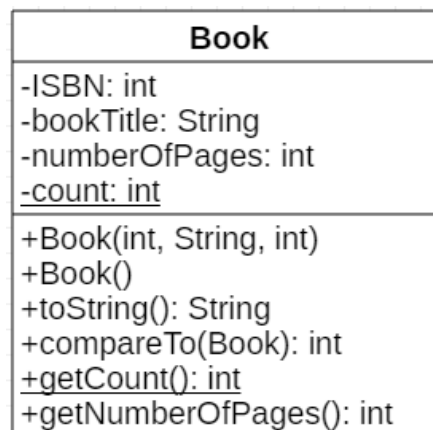 Book
-ISBN: int
-bookTitle: String
-numberOfPages: int
-count: int
+Book(int, String, int)
+Book()
+toString(): String
+compareTo(Book): int
+getCount(): int
+getNumberOfPages(): int